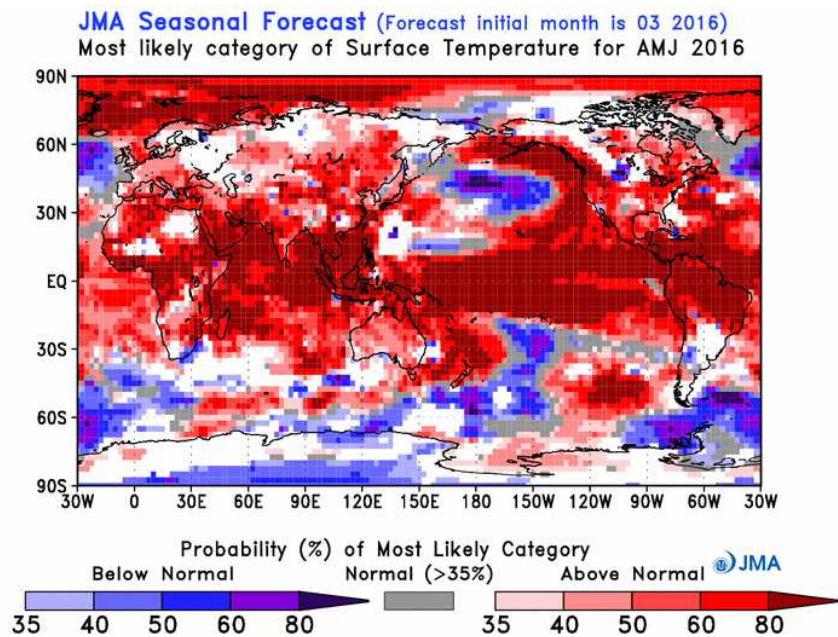 JMA Seasonal Forecast (Forecast initial month is 03 2016)
Most likely category of Surface Temperature for AMJ 2016
90N
60N
30N
EQ
30S
60S
90S
30W 0 30E 60E 90E 120E 150E 180 150W 120W 90W 60W 30W
Probability (%) of Most Likely Category
Below Normal Normal (>35%) Above Normal JMA
35 40 50 60 80 35 40 50 60 80